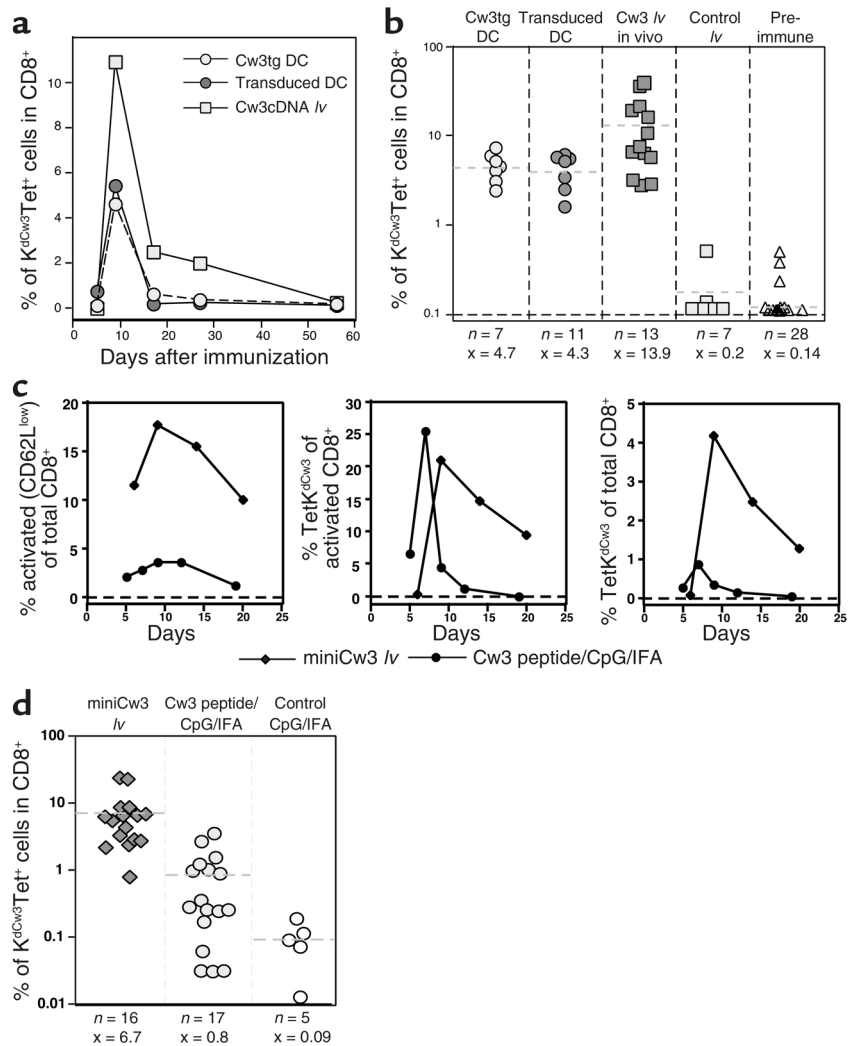 a
% of KdCw3Tet+ cells in CD8+
10
8
6
4
2
0
Cw3tg DC
Transduced DC
Cw3cDNA lv
0 10 20 30 40 50 60
Days after immunization
b
Cw3tg DC
Transduced DC
Cw3 lv in vivo
Control lv
Pre-immune
% of KdCw3Tet+ cells in CD8+
100
10
1
0.1
n = 7 n = 11 n = 13 n = 7 n = 28
x = 4.7 x = 4.3 x = 13.9 x = 0.2 x = 0.14
c
% activated (CD62Llow)
of total CD8+
20
15
10
5
0
0 5 10 15 20 25
Days
% TetKdCw3 of
activated CD8+
30
25
20
15
10
5
0
0 5 10 15 20 25
Days
% TetKdCw3 of total CD8+
5
4
3
2
1
0
0 5 10 15 20 25
Days
miniCw3 lv Cw3 peptide/CpG/IFA
d
miniCw3 lv
Cw3 peptide/
CpG/IFA
Control
CpG/IFA
% of KdCw3Tet+ cells in CD8+
100
10
1
0.1
0.01
n = 16 n = 17 n = 5
x = 6.7 x = 0.8 x = 0.09